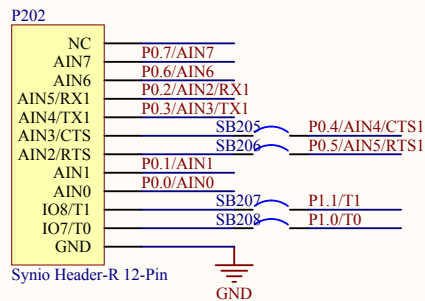 P202
NC
AIN7 P0.7/AIN7
AIN6 P0.6/AIN6
AIN5/RX1 P0.2/AIN2/RX1
AIN4/TX1 P0.3/AIN3/TX1
AIN3/CTS SB205 P0.4/AIN4/CTS1
AIN2/RTS SB206 P0.5/AIN5/RTS1
AIN1 P0.1/AIN1
AIN0 P0.0/AIN0
IO8/T1 SB207 P1.1/T1
IO7/T0 SB208 P1.0/T0
GND
Synio Header-R 12-Pin
GND